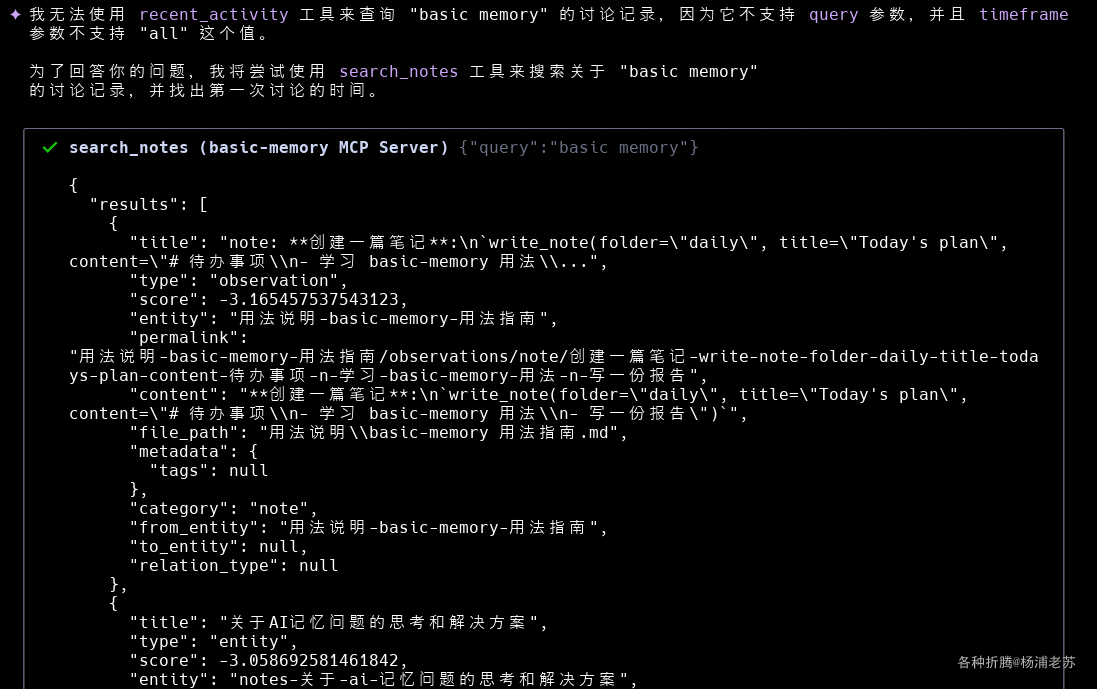 ✦ 我无法使用 recent_activity 工具来查询 "basic memory" 的讨论记录, 因为它不支持 query 参数, 并且 timeframe
参数不支持 "all" 这个值。
为了回答你的问题, 我将尝试使用 search_notes 工具来搜索关于 "basic memory"
的讨论记录, 并找出第一次讨论的时间。
✓ search_notes (basic-memory MCP Server) {"query":"basic memory"}
{
"results": [
{
"title": "note: **创建一篇笔记**:\n`write_note(folder=\"daily\", title=\"Today's plan\",
content=\"# 待办事项\\n- 学习 basic-memory 用法\\...",
"type": "observation",
"score": -3.165457537543123,
"entity": "用法说明-basic-memory-用法指南",
"permalink":
"用法说明-basic-memory-用法指南/observations/note/创建一篇笔记-write-note-folder-daily-title-toda
ys-plan-content-待办事项-n-学习-basic-memory-用法-n-写一份报告",
"content": "**创建一篇笔记**:\n`write_note(folder=\"daily\", title=\"Today's plan\",
content=\"# 待办事项\\n- 学习 basic-memory 用法\\n- 写一份报告\")`",
"file_path": "用法说明\\basic-memory 用法指南.md",
"metadata": {
"tags": null
},
"category": "note",
"from_entity": "用法说明-basic-memory-用法指南",
"to_entity": null,
"relation_type": null
},
{
"title": "关于AI记忆问题的思考和解决方案",
"type": "entity",
"score": -3.058692581461842,
"entity": "notes-关于-ai-记忆问题的思考和解决方案",
各种折腾@杨浦老苏